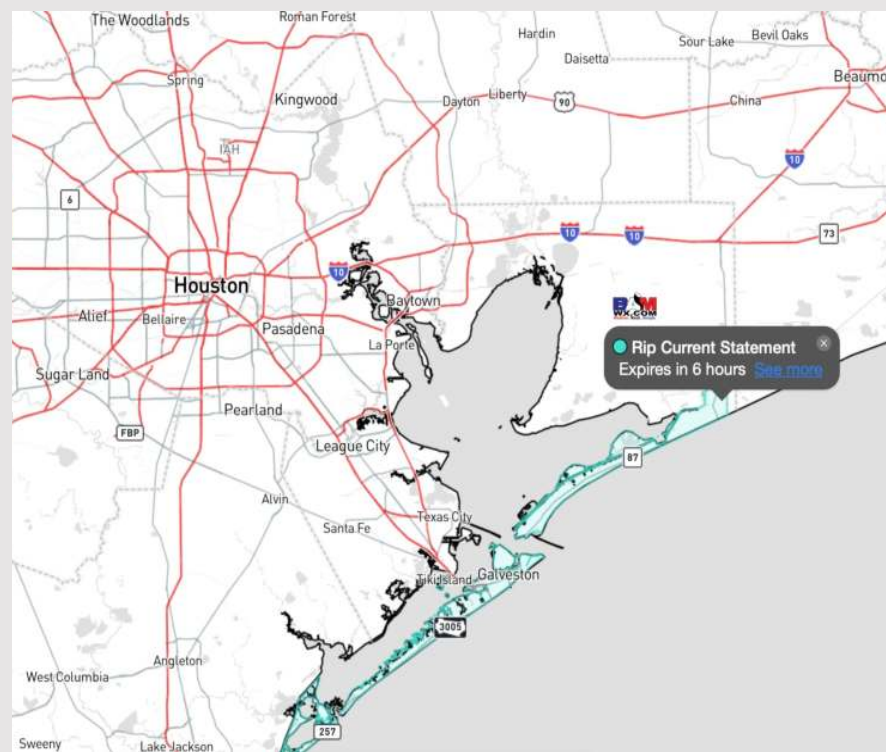 The Woodlands
Roman Forest
Hardin
Daisetta
Sour Lake
Bevil Oaks
Spring
Kingwood
Dayton
Liberty
90
China
Beaumo
IAH
10
6
10
10
73
Houston
10
Baytown
BAM
WX.COM
Alief
Bellaire
Pasadena
La Porte
Rip Current Statement
Expires in 6 hours See more
Sugar Land
Pearland
FBP
League City
87
Alvin
Santa Fe
Texas City
Tiki Island
Galveston
3005
Angleton
West Columbia
257
Sweeny
Lake Jackson